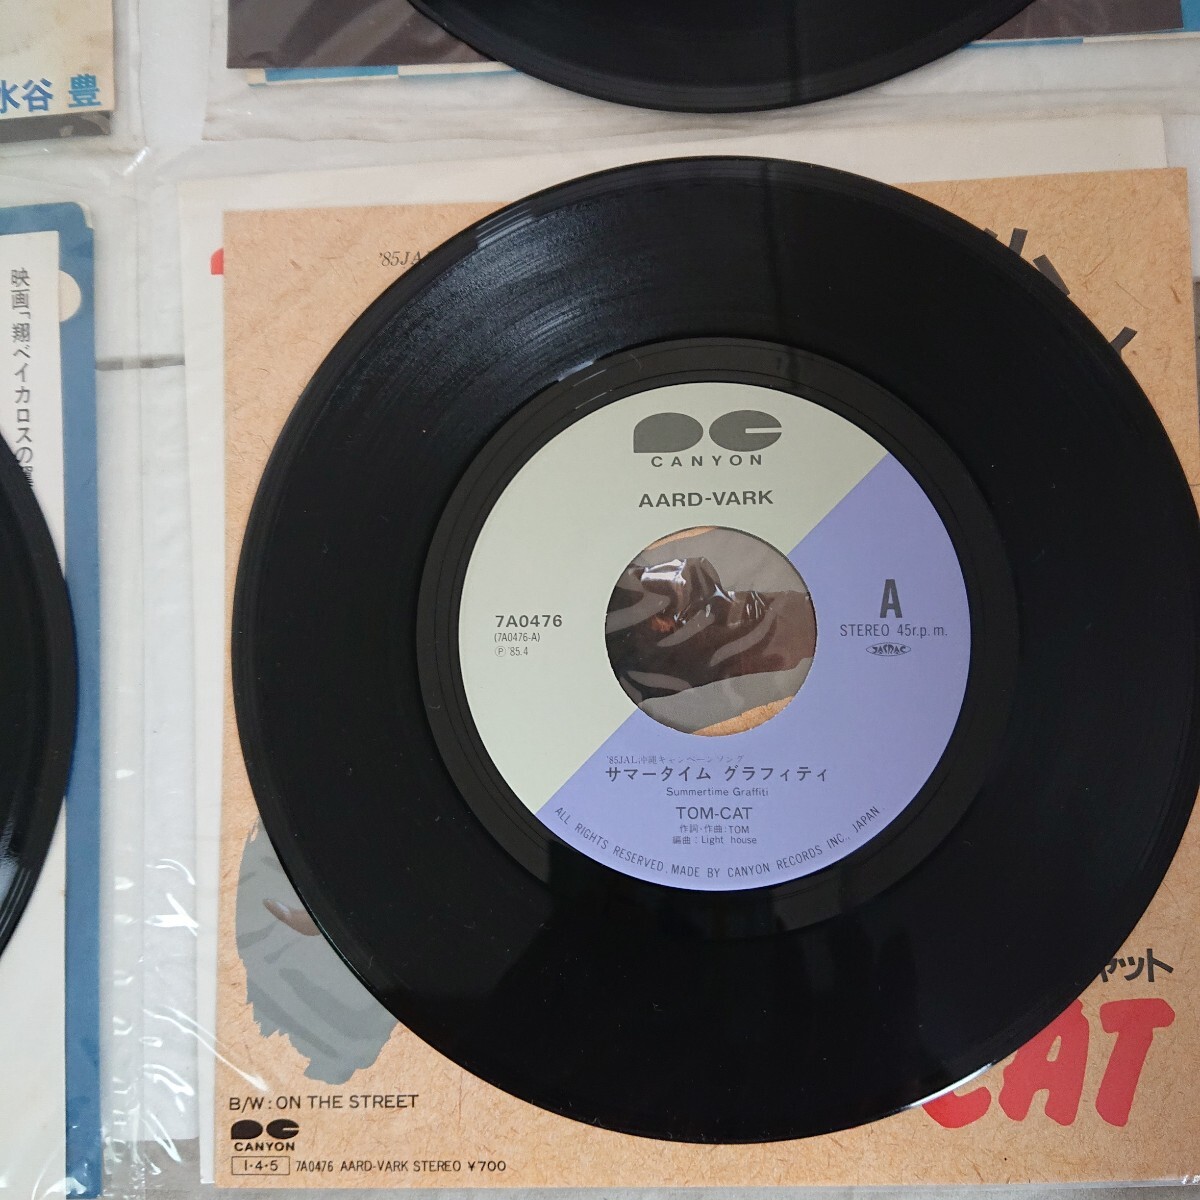 水谷 豊
映画「翔べイカロスの
'85JA
CANYON
AARD-VARK
7A0476
(7A0476-A)
Ⓟ '85.4
A
STEREO 45r.p.m.
JASRAC
'85JAL沖縄キャンペーンソング
サマータイム グラフィティ
Summertime Graffiti
TOM-CAT
作詞・作曲:TOM
編曲:Light house
ALL RIGHTS RESERVED. MADE BY CANYON RECORDS INC., JAPAN.
ャット
CAT
B/W:ON THE STREET
CANYON
1・4・5 7A0476 AARD-VARK STEREO ¥700